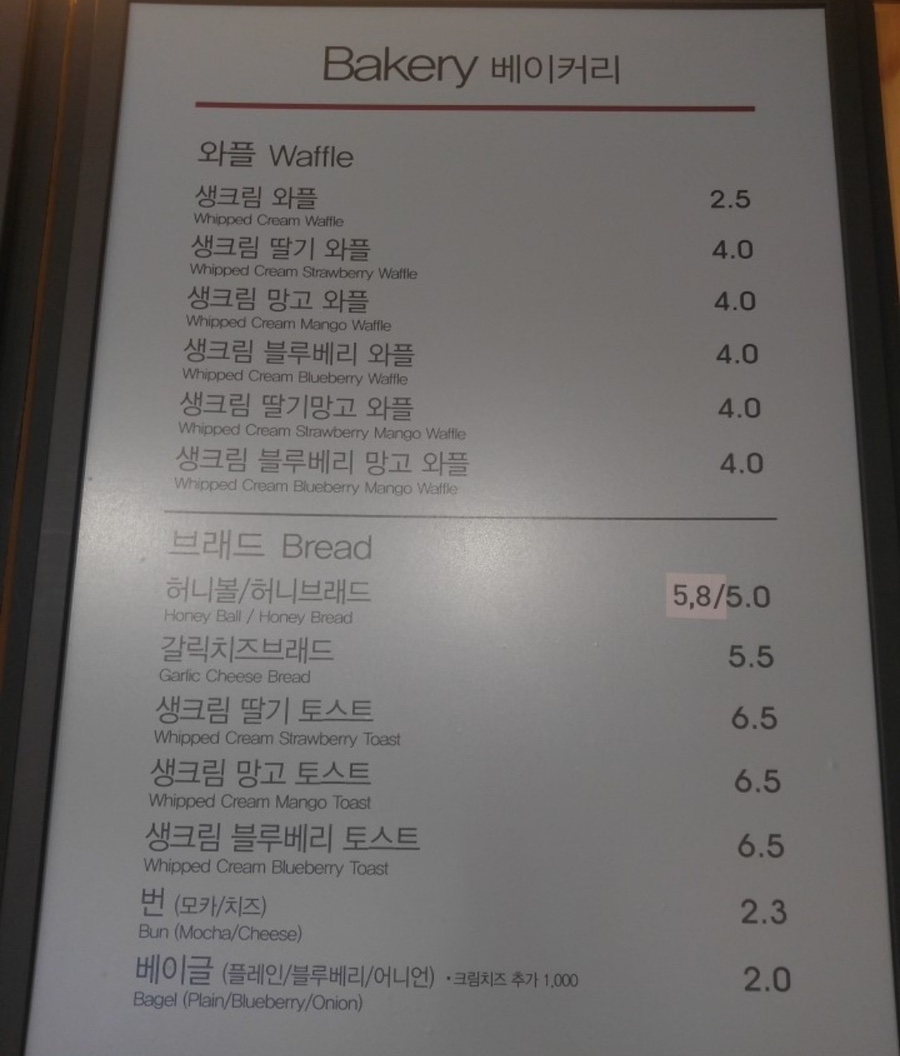 Bakery 베이커리
와플 Waffle
생크림 와플 2.5
Whipped Cream Waffle
생크림 딸기 와플 4.0
Whipped Cream Strawberry Waffle
생크림 망고 와플 4.0
Whipped Cream Mango Waffle
생크림 블루베리 와플 4.0
Whipped Cream Blueberry Waffle
생크림 딸기망고 와플 4.0
Whipped Cream Strawberry Mango Waffle
생크림 블루베리 망고 와플 4.0
Whipped Cream Blueberry Mango Waffle
브래드 Bread
허니볼/허니브래드 5,8/5.0
Honey Ball / Honey Bread
갈릭치즈브래드 5.5
Garlic Cheese Bread
생크림 딸기 토스트 6.5
Whipped Cream Strawberry Toast
생크림 망고 토스트 6.5
Whipped Cream Mango Toast
생크림 블루베리 토스트 6.5
Whipped Cream Blueberry Toast
번 (모카/치즈) 2.3
Bun (Mocha/Cheese)
베이글 (플레인/블루베리/어니언) •크림치즈 추가 1,000 2.0
Bagel (Plain/Blueberry/Onion)